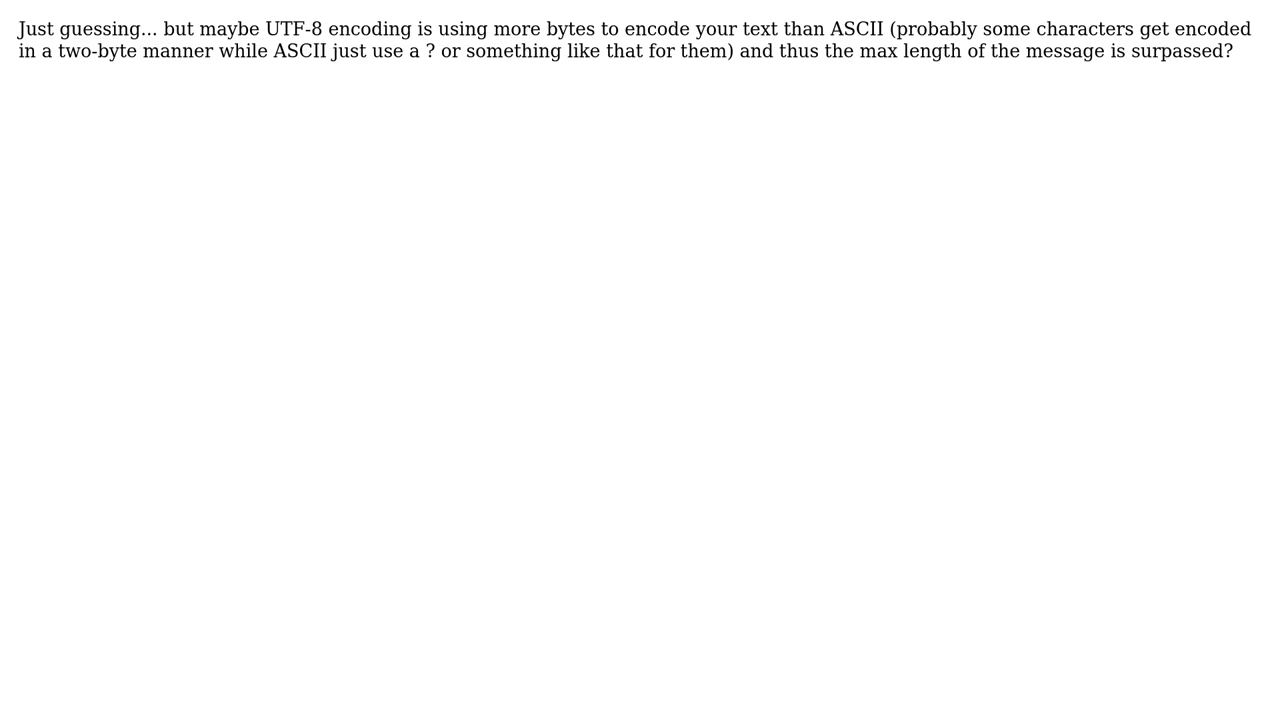 Just guessing... but maybe UTF-8 encoding is using more bytes to encode your text than ASCII (probably some characters get encoded
in a two-byte manner while ASCII just use a ? or something like that for them) and thus the max length of the message is surpassed?